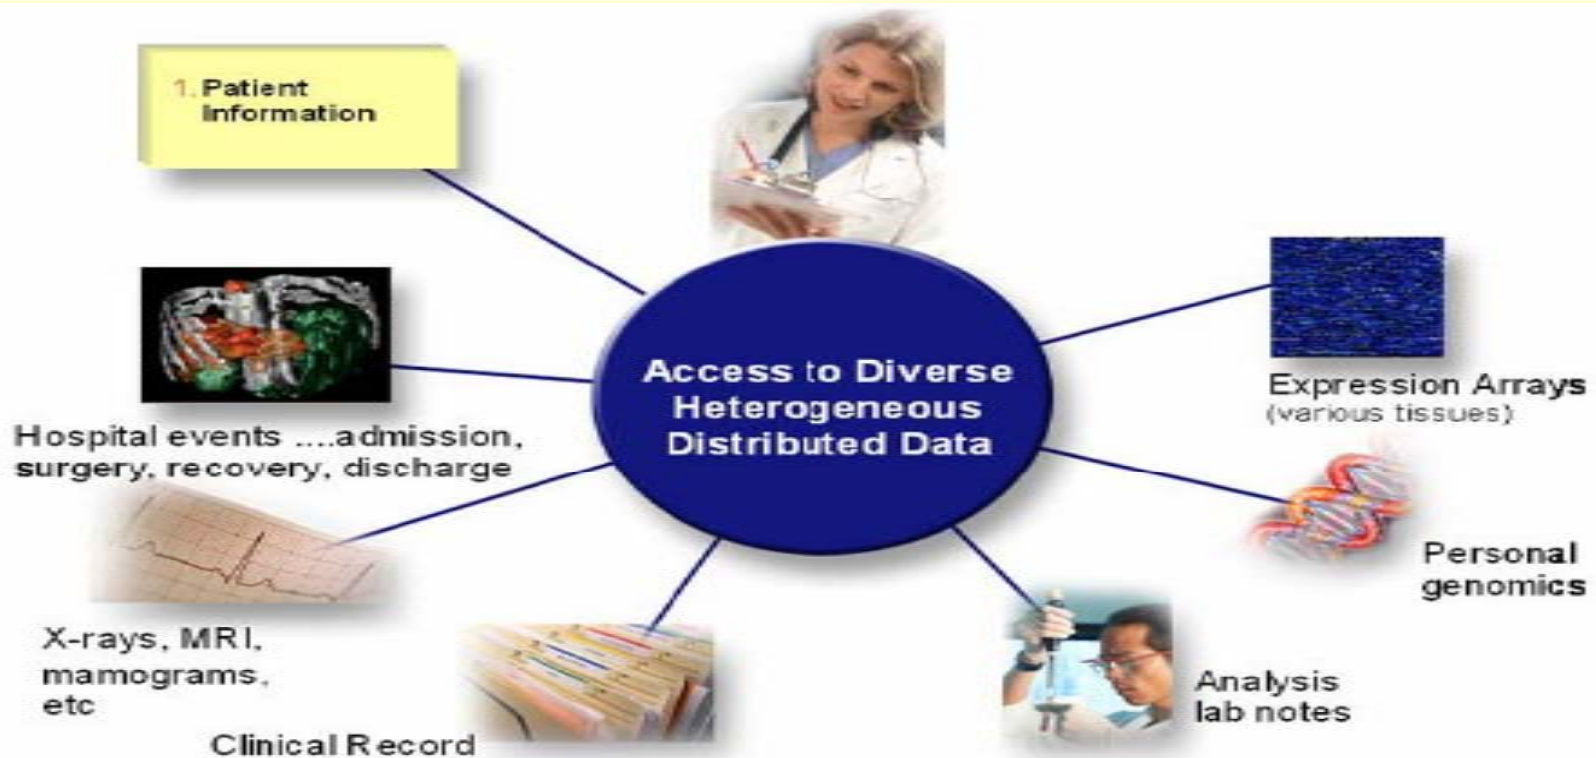 1. Patient
Information
Access to Diverse
Heterogeneous
Distributed Data
Expression Arrays
(various tissues)
Hospital events ....admission,
surgery, recovery, discharge
Personal
genomics
X-rays, MRI,
mamograms,
etc
Analysis
lab notes
Clinical Record